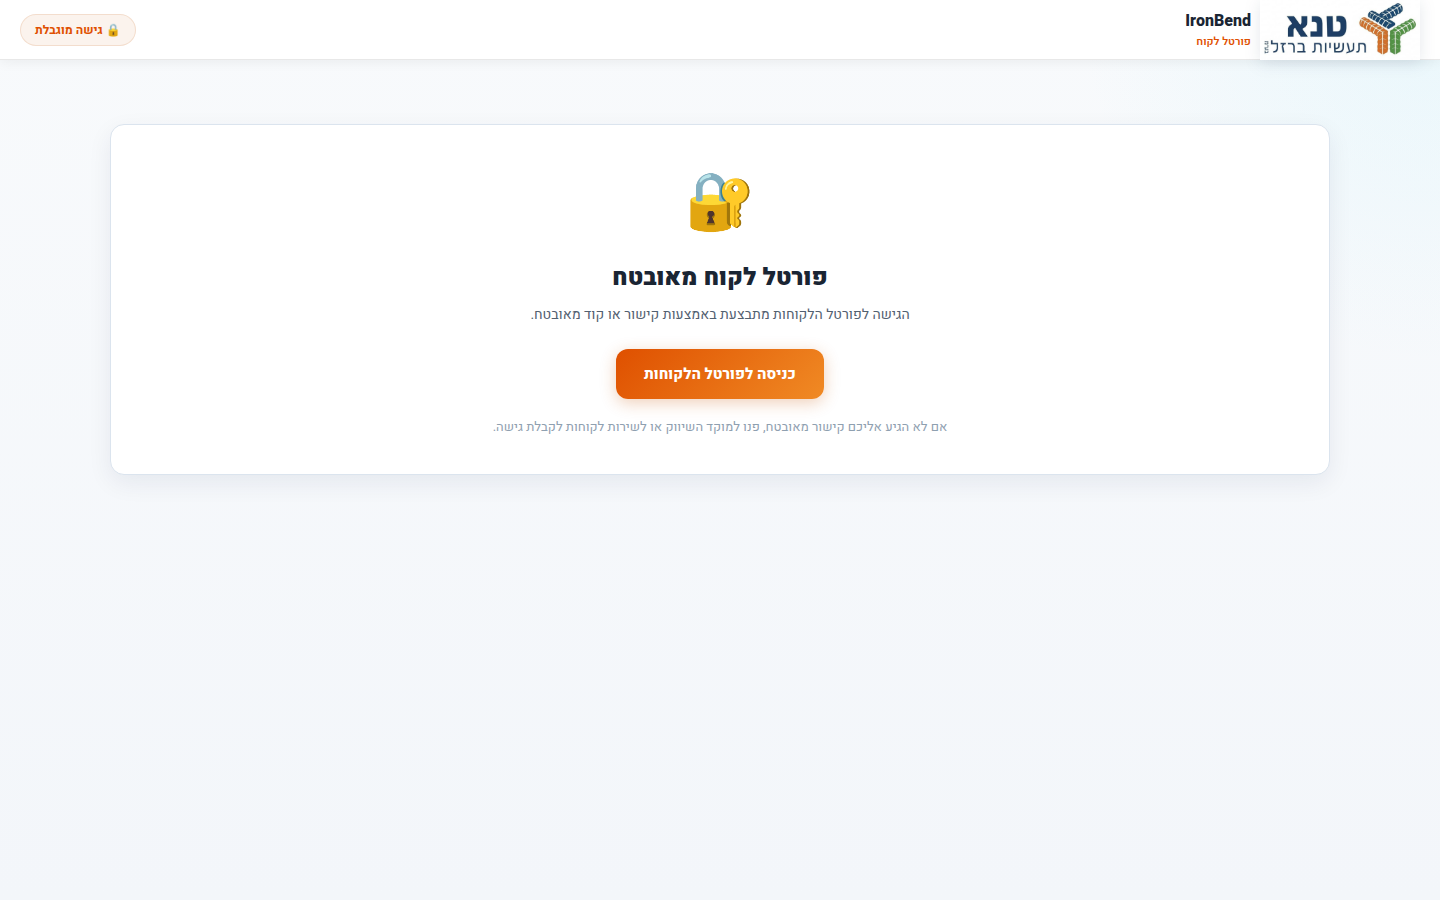 טנא
תעשיות ברזל
IronBend
פורטל לקוח
🔒 גישה מוגבלת
פורטל לקוח מאובטח
הגישה לפורטל הלקוחות מתבצעת באמצעות קישור או קוד מאובטח.
כניסה לפורטל הלקוחות
אם לא הגיע אליכם קישור מאובטח, פנו למוקד השיווק או לשירות לקוחות לקבלת גישה.